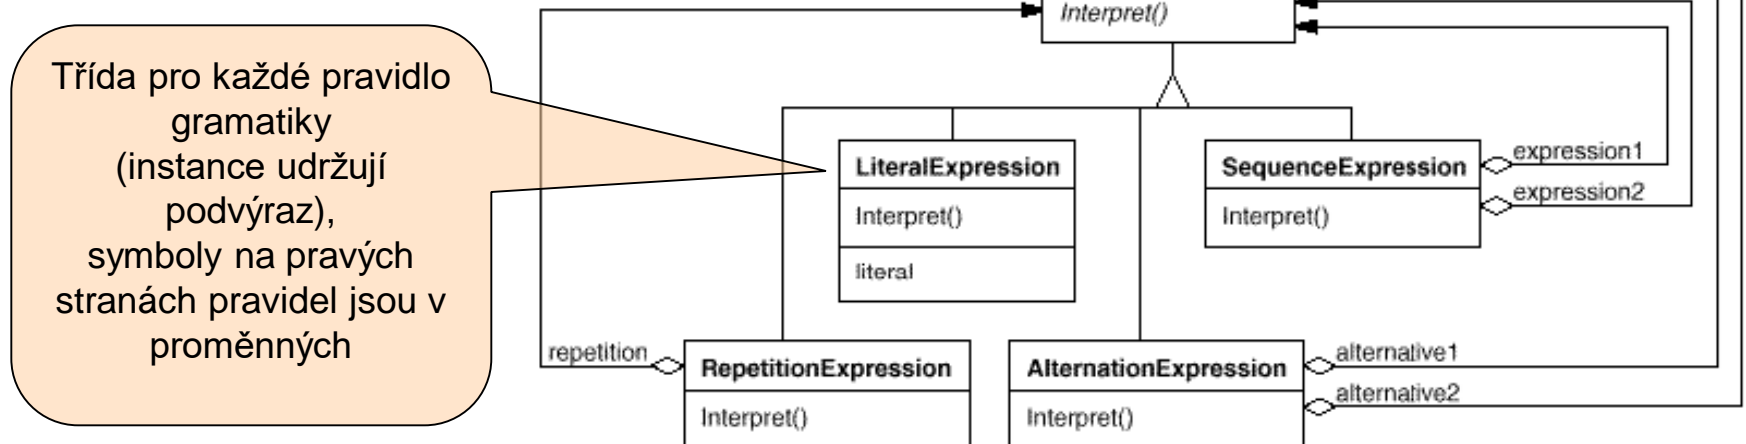 Interpret()
Třída pro každé pravidlo
gramatiky
(instance udržují
podvýraz),
symboly na pravých
stranách pravidel jsou v
proměnných
LiteralExpression
Interpret()
literal
SequenceExpression
Interpret()
expression1
expression2
repetition
RepetitionExpression
Interpret()
AlternationExpression
Interpret()
alternative1
alternative2